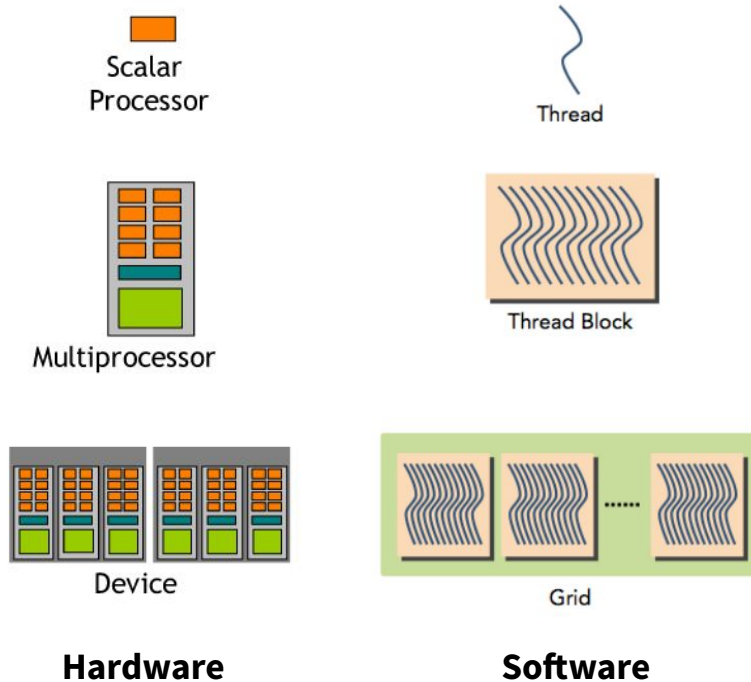 Scalar
Processor
Thread
Multiprocessor
Thread Block
Device
Grid
Hardware
Software